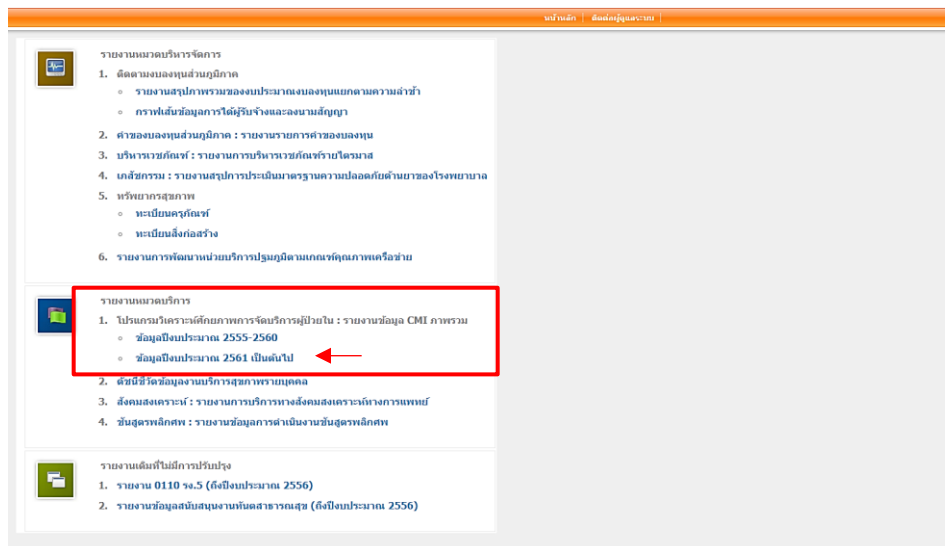 หน้าหลัก | ติดต่อผู้ดูแลระบบ |
รายงานหมวดบริหารจัดการ
1. ติดตามงบลงทุนส่วนภูมิภาค
รายงานสรุปภาพรวมของงบประมาณงบลงทุนแยกตามความล่าช้า
กราฟเส้นข้อมูลการได้ผู้รับจ้างและลงนามสัญญา
2. คำของบลงทุนส่วนภูมิภาค : รายงานรายการคำของบลงทุน
3. บริหารเวชภัณฑ์ : รายงานการบริหารเวชภัณฑ์รายไตรมาส
4. เภสัชกรรม : รายงานสรุปการประเมินมาตรฐานความปลอดภัยด้านยาของโรงพยาบาล
5. ทรัพยากรสุขภาพ
ทะเบียนครุภัณฑ์
ทะเบียนสิ่งก่อสร้าง
6. รายงานการพัฒนาหน่วยบริการปฐมภูมิตามเกณฑ์คุณภาพเครือข่าย
รายงานหมวดบริการ
1. โปรแกรมวิเคราะห์ศักยภาพการจัดบริการผู้ป่วยใน : รายงานข้อมูล CMI ภาพรวม
ข้อมูลปีงบประมาณ 2555-2560
ข้อมูลปีงบประมาณ 2561 เป็นต้นไป
2. ดัชนีชี้วัดข้อมูลงานบริการสุขภาพรายบุคคล
3. สังคมสงเคราะห์ : รายงานการบริการทางสังคมสงเคราะห์ทางการแพทย์
4. ชันสูตรพลิกศพ : รายงานข้อมูลการดำเนินงานชันสูตรพลิกศพ
รายงานเดิมที่ไม่มีการปรับปรุง
1. รายงาน 0110 รง.5 (ถึงปีงบประมาณ 2556)
2. รายงานข้อมูลสนับสนุนงานทันตสาธารณสุข (ถึงปีงบประมาณ 2556)